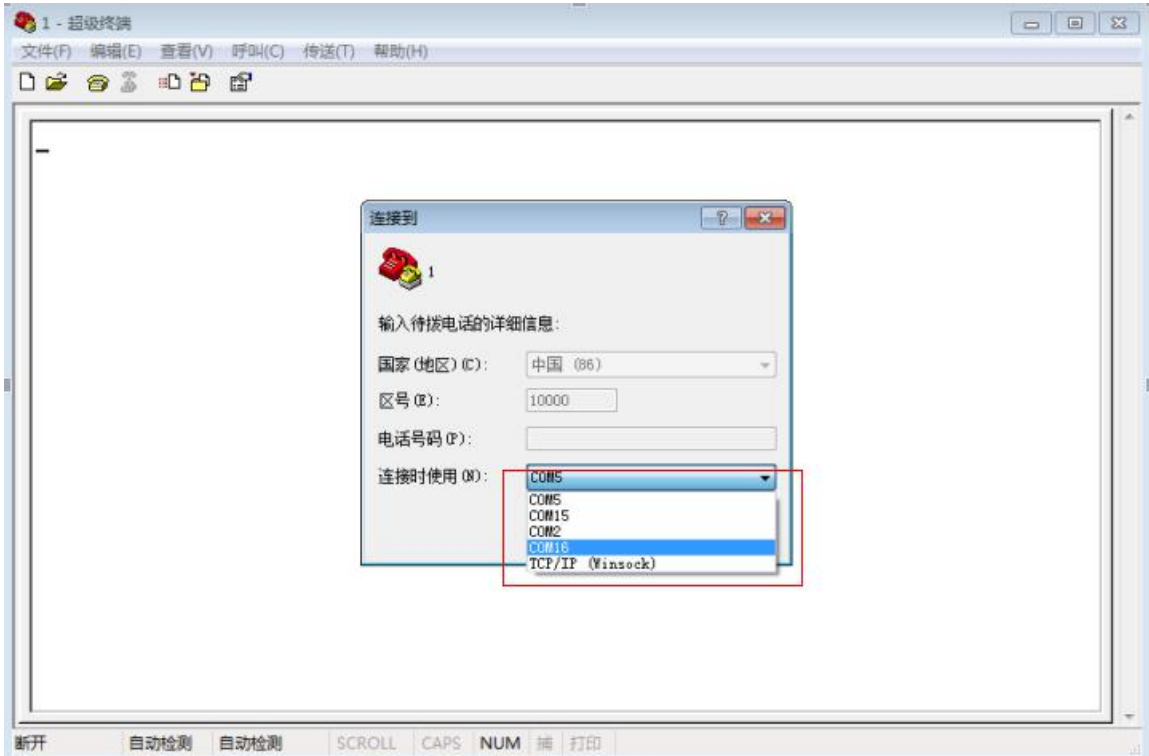 1 - 超级终端
文件(F) 编辑(E) 查看(V) 呼叫(C) 传送(T) 帮助(H)
连接到
1
输入待拨电话的详细信息:
国家(地区)(C): 中国 (86)
区号(E): 10000
电话号码(P):
连接时使用(N): COM5
COM5
COM15
COM2
COM16
TCP/IP (Winsock)
断开 自动检测 自动检测 SCROLL CAPS NUM 捕 打印